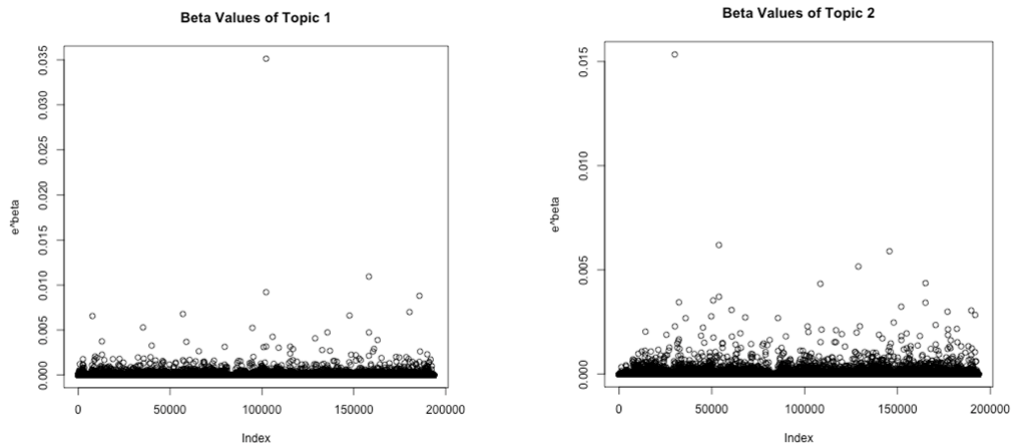 Beta Values of Topic 1
e^beta
0.035
0.030
0.025
0.020
0.015
0.010
0.005
0.000
0 50000 100000 150000 200000
Index
Beta Values of Topic 2
e^beta
0.015
0.010
0.005
0.000
0 50000 100000 150000 200000
Index